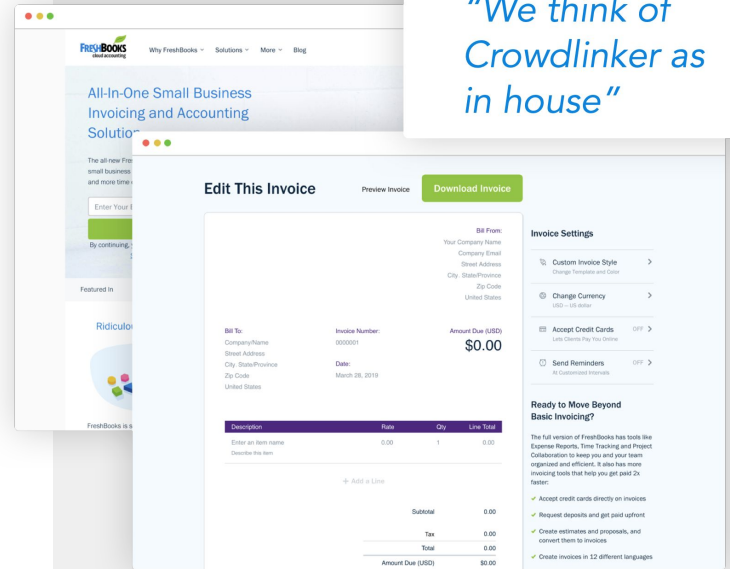 "We think of
Crowdlinker as
in house"
FRESHBOOKS
cloud accounting
Why FreshBooks
Solutions
More
Blog
All-In-One Small Business
Invoicing and Accounting
Solution
The all-new Fre
small business
and more time
Enter Your
By continuing,
Featured In
Ridiculo
FreshBooks is s
Edit This Invoice
Preview Invoice
Download Invoice
Bill From:
Your Company Name
Company Email
Street Address
City State/Province
Zip Code
United States
Bill To:
Company/Name
Street Address
City State/Province
Zip Code
United States
Invoice Number:
0000001
Date:
March 28, 2019
Amount Due (USD)
$0.00
Description Rate Qty Line Total
Enter an item name 0.00 1 0.00
Describe this item
+ Add a Line
Subtotal 0.00
Tax 0.00
Total 0.00
Amount Due (USD) $0.00
Invoice Settings
Custom Invoice Style
Change Template and Color
Change Currency
USD — US dollar
Accept Credit Cards OFF
Lets Clients Pay You Online
Send Reminders OFF
At Customized Intervals
Ready to Move Beyond
Basic Invoicing?
The full version of FreshBooks has tools like
Expense Reports, Time Tracking and Project
Collaboration to keep you and your team
organized and efficient. It also has more
invoicing tools that help you get paid 2x
faster:
✔ Accept credit cards directly on invoices
✔ Request deposits and get paid upfront
✔ Create estimates and proposals, and
convert them to invoices
✔ Create invoices in 12 different languages